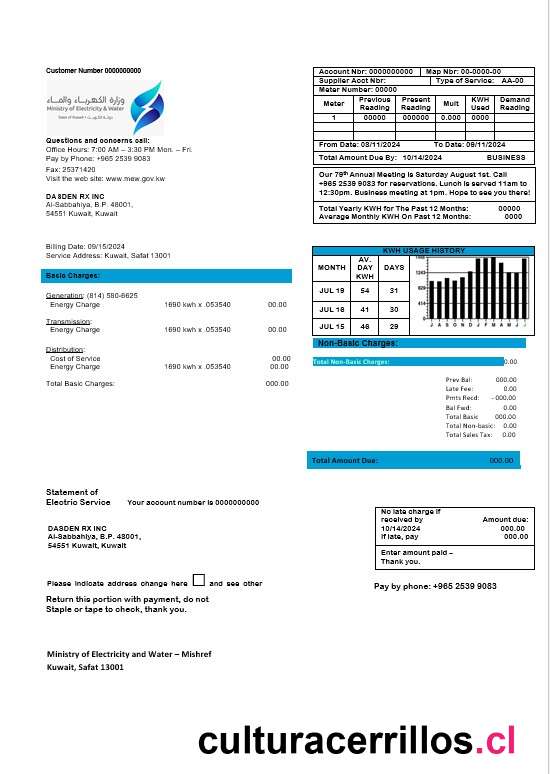 Customer Number 0000000000
وزارة الكهرباء والماء
Ministry of Electricity & Water
Questions and concerns call:
Office Hours: 7:00 AM – 3:30 PM Mon. – Fri.
Pay by Phone: +965 2539 9083
Fax: 25371420
Visit the web site: www.mew.gov.kw
DASDEN RX INC
Al-Sabbahiya, B.P. 48001,
54551 Kuwait, Kuwait
Account Nbr: 0000000000 Map Nbr: 00-0000-00
Supplier Acct Nbr: Type of Service: AA-00
Meter Number: 00000
Meter Previous Reading Present Reading Mult KWH Used Demand Reading
1 00000 000000 0.000 0000
From Date: 08/11/2024 To Date: 09/11/2024
Total Amount Due By: 10/14/2024 BUSINESS
Our 79th Annual Meeting is Saturday August 1st. Call
+965 2539 9083 for reservations. Lunch is served 11am to
12:30pm. Business meeting at 1pm. Hope to see you there!
Total Yearly KWH for The Past 12 Months: 00000
Average Monthly KWH On Past 12 Months: 0000
Billing Date: 09/15/2024
Service Address: Kuwait, Safat 13001
Basic Charges:
Generation: (814) 580-6625
Energy Charge 1690 kwh x .053540 00.00
Transmission:
Energy Charge 1690 kwh x .053540 00.00
Distribution:
Cost of Service 00.00
Energy Charge 1690 kwh x .053540 00.00
Total Basic Charges: 000.00
KWH USAGE HISTORY
MONTH AV. DAY KWH DAYS
JUL 19 54 31
JUL 16 41 30
JUL 15 46 29
J A S O N D J F M A M J J
Non-Basic Charges:
Total Non-Basic Charges: 0.00
Prev Bal: 000.00
Late Fee: 0.00
Pmts Recd: -000.00
Bal Fwd: 0.00
Total Basic 000.00
Total Non-basic: 0.00
Total Sales Tax: 0.00
Total Amount Due: 000.00
Statement of
Electric Service Your account number is 0000000000
DASDEN RX INC
Al-Sabbahiya, B.P. 48001,
54551 Kuwait, Kuwait
No late charge if
received by Amount due:
10/14/2024 000.00
If late, pay 000.00
Enter amount paid –
Thank you.
Please indicate address change here and see other
Pay by phone: +965 2539 9083
Return this portion with payment, do not
Staple or tape to check, thank you.
Ministry of Electricity and Water – Mishref
Kuwait, Safat 13001
culturacerrillos.cl